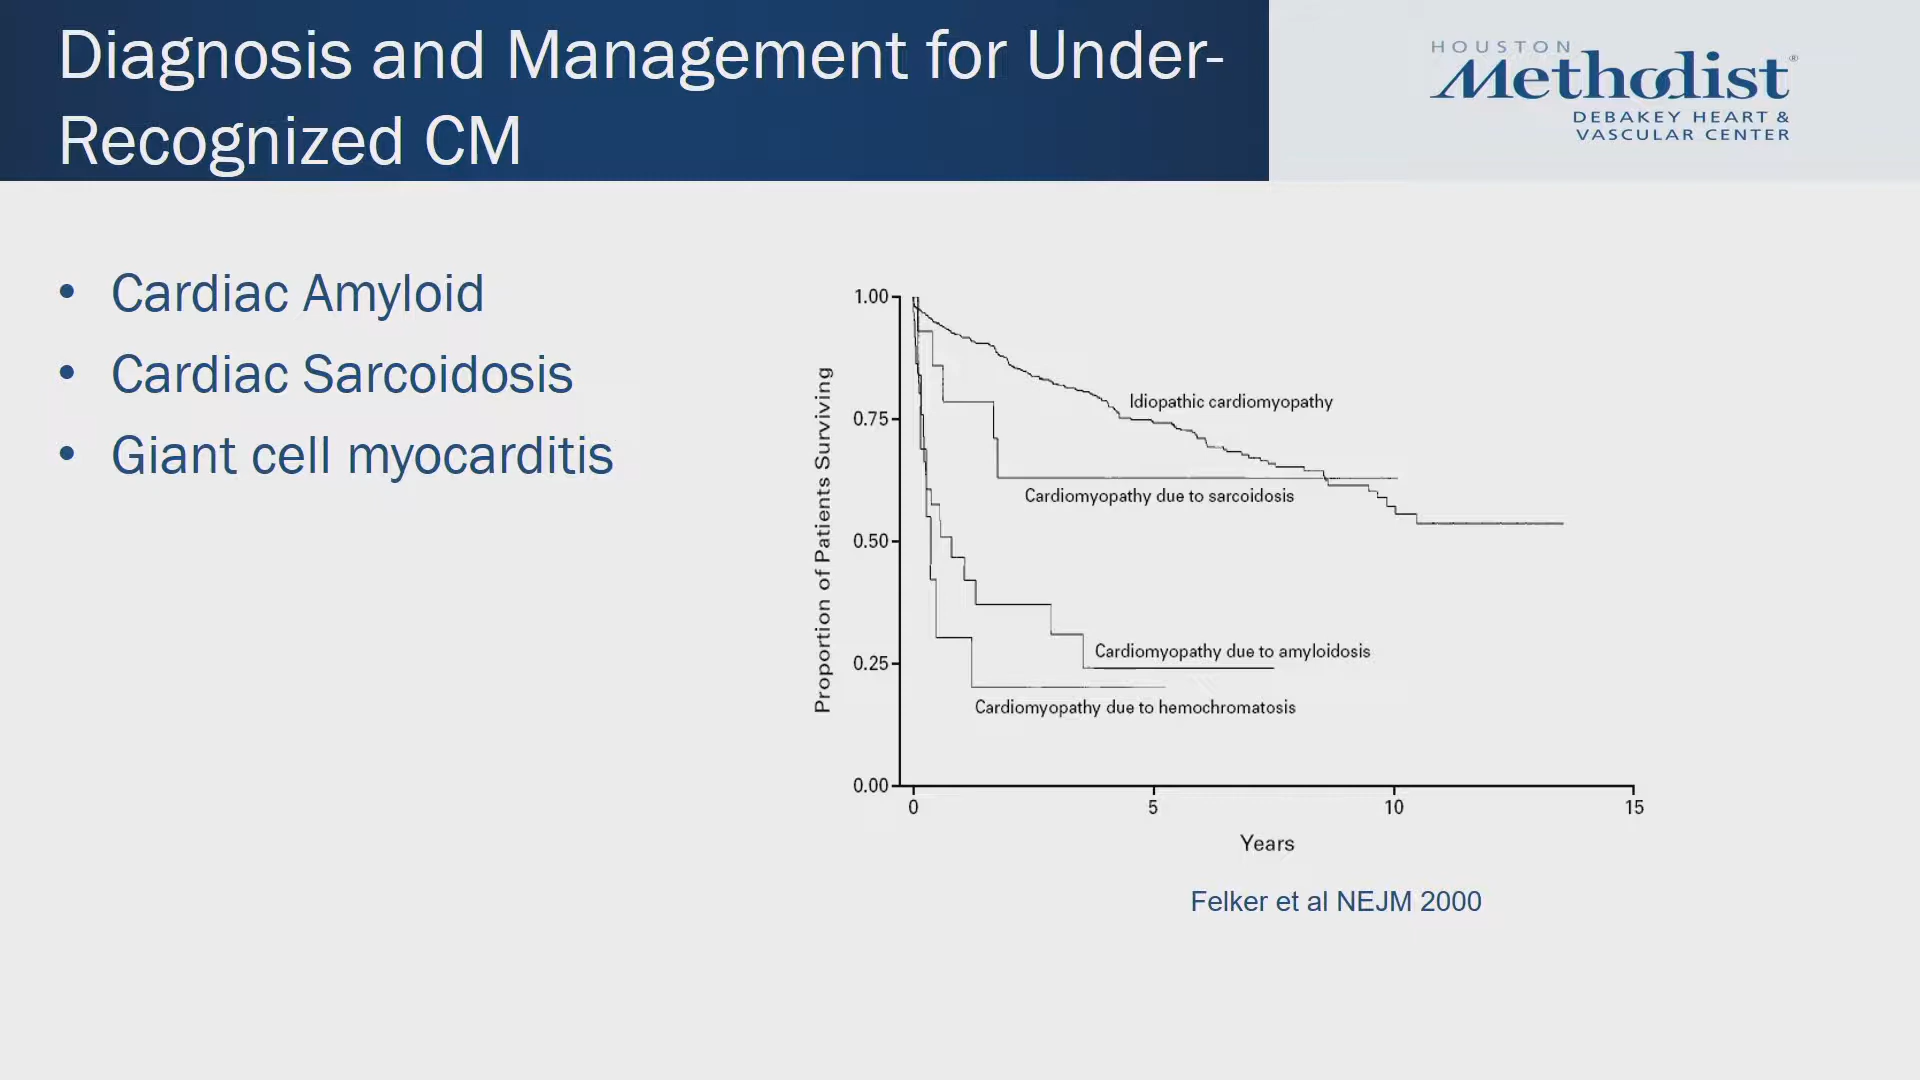 Diagnosis and Management for Under-
Recognized CM
HOUSTON
Methodist®
DEBAKEY HEART &
VASCULAR CENTER
• Cardiac Amyloid
• Cardiac Sarcoidosis
• Giant cell myocarditis
Proportion of Patients Surviving
1.00
0.75
0.50
0.25
0.00
Idiopathic cardiomyopathy
Cardiomyopathy due to sarcoidosis
Cardiomyopathy due to amyloidosis
Cardiomyopathy due to hemochromatosis
0 5 10 15
Years
Felker et al NEJM 2000